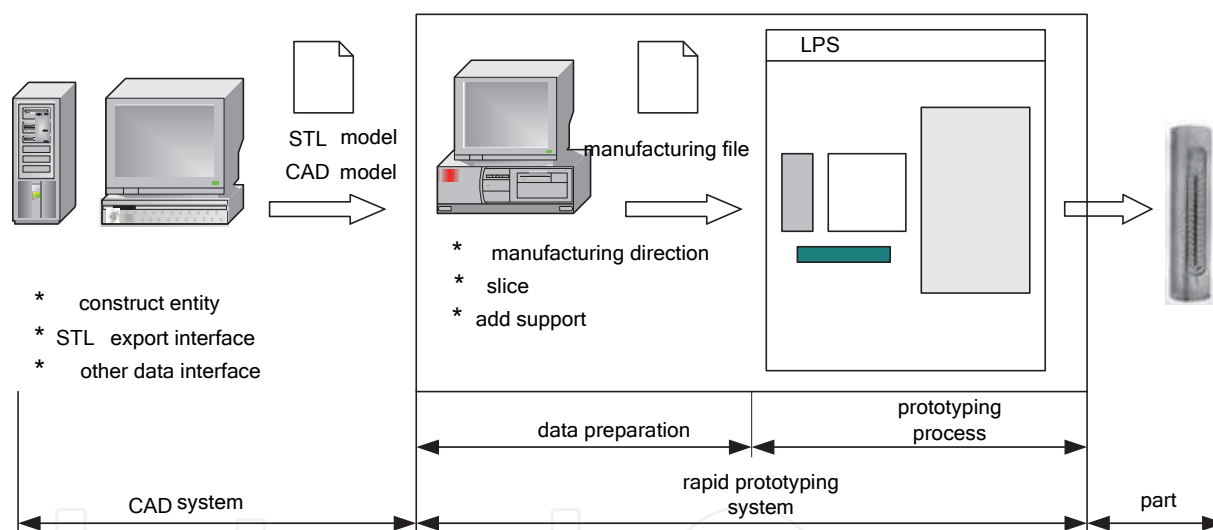 LPS
STL model
CAD model
manufacturing file
* manufacturing direction
* slice
* add support
* construct entity
* STL export interface
* other data interface
data preparation
prototyping
process
rapid prototyping
system
CAD system
part